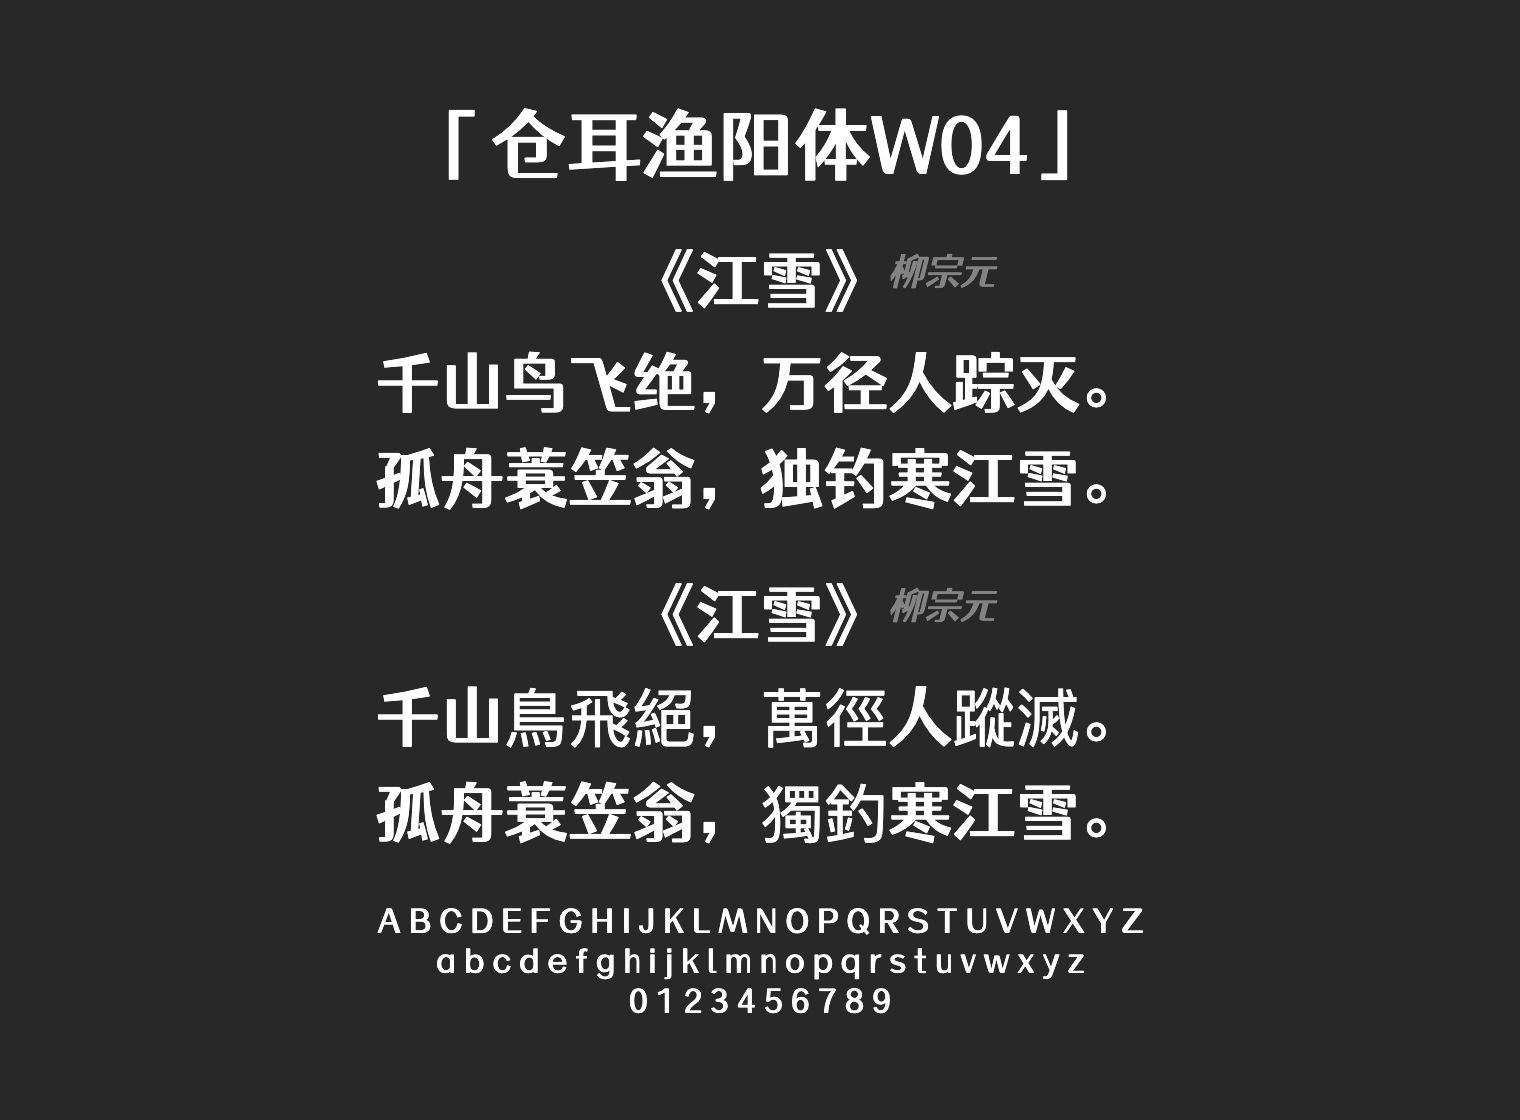 「仓耳渔阳体W04」
《江雪》柳宗元
千山鸟飞绝，万径人踪灭。
孤舟蓑笠翁，独钓寒江雪。
《江雪》柳宗元
千山鳥飛絕，萬徑人蹤滅。
孤舟蓑笠翁，獨釣寒江雪。
ABCDEFGHIJKLMNOPQRSTUVWXYZ
abcdefghijklmnopqrstuvwxyz
0123456789